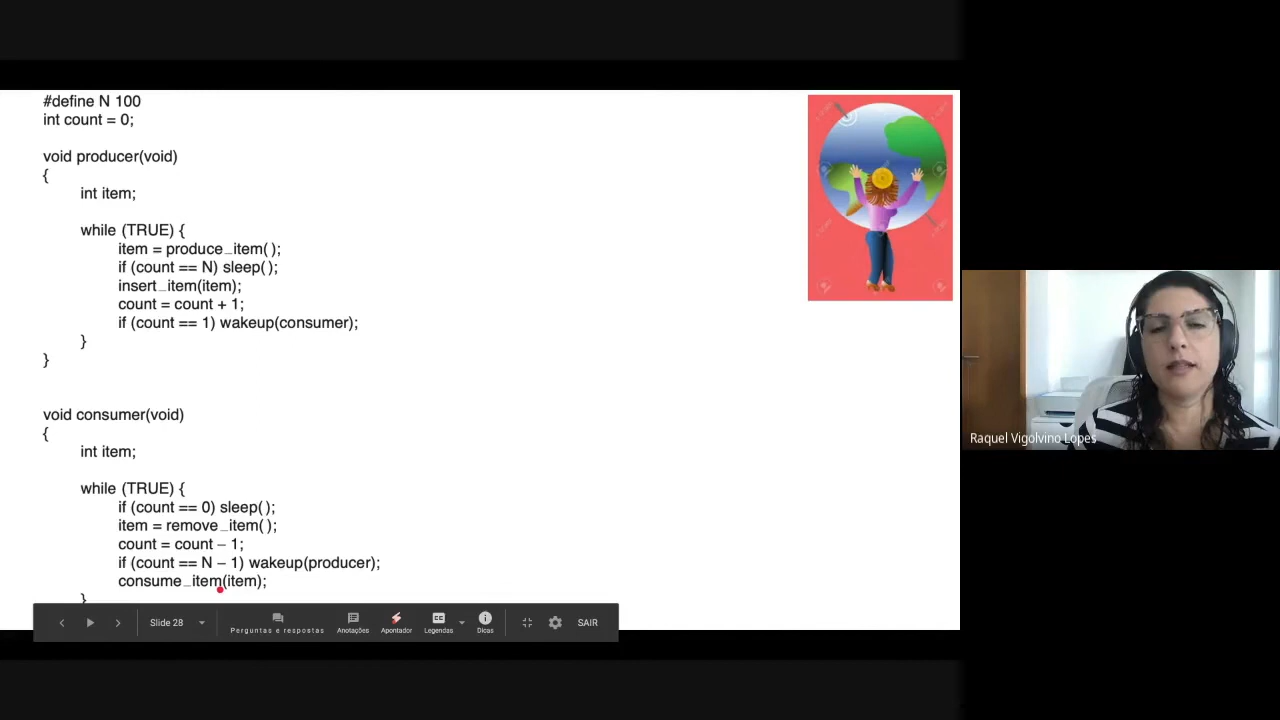 #define N 100
int count = 0;
void producer(void)
{
int item;
while (TRUE) {
item = produce_item( );
if (count == N) sleep( );
insert_item(item);
count = count + 1;
if (count == 1) wakeup(consumer);
}
}
void consumer(void)
{
int item;
while (TRUE) {
if (count == 0) sleep( );
item = remove_item( );
count = count − 1;
if (count == N − 1) wakeup(producer);
consume_item(item);
}
Slide 28
Perguntas e respostas
Anotações
Apontador
Legendas
Dicas
SAIR
Raquel Vigolvino Lopes